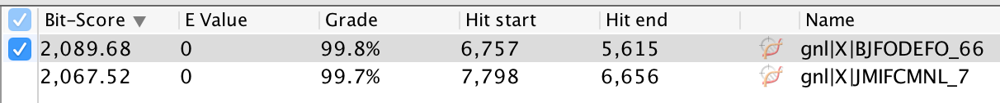 Bit-Score ▼ E Value Grade Hit start Hit end Name
2,089.68 0 99.8% 6,757 5,615 gnl|X|BJFODEFO_66
2,067.52 0 99.7% 7,798 6,656 gnl|X|JMIFCMNL_7